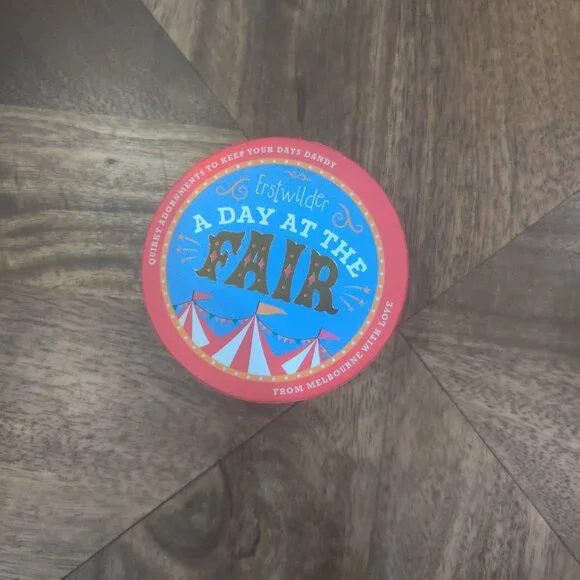 QUIRKY ADORNMENTS TO KEEP YOUR DAYS DANDY
Erstwilder
A DAY AT THE
FAIR
FROM MELBOURNE WITH LOVE